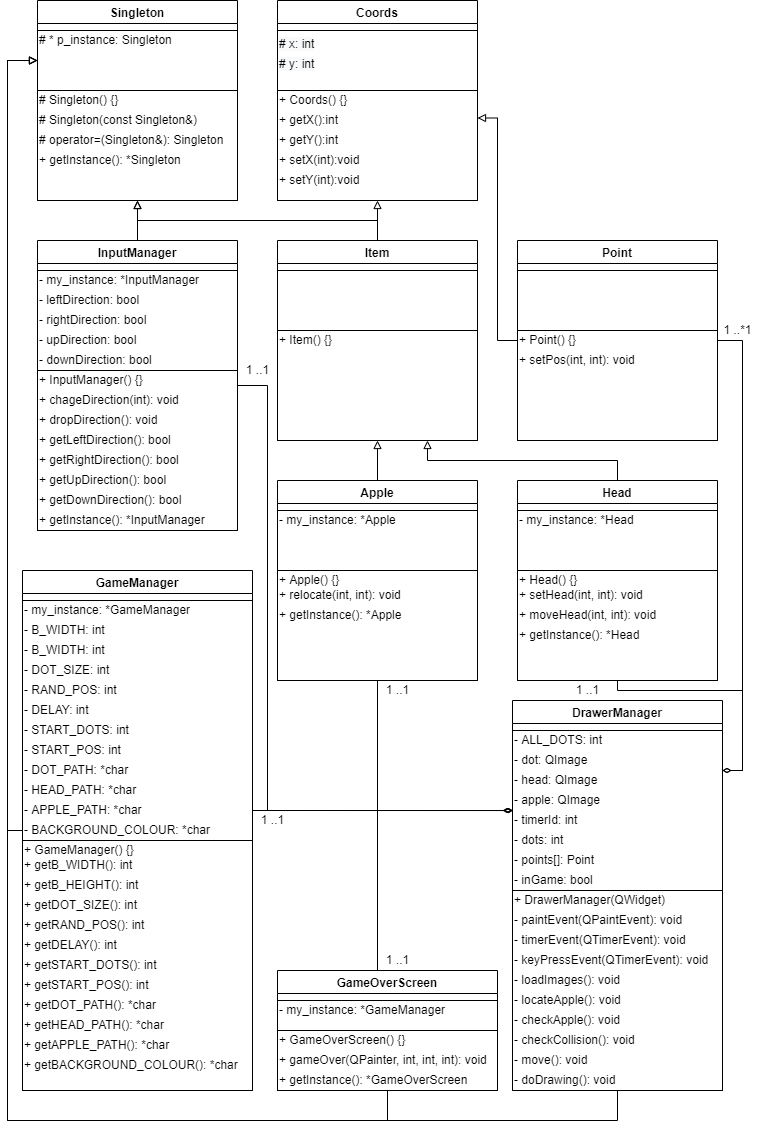 Singleton
# * p_instance: Singleton
# Singleton() {}
# Singleton(const Singleton&)
# operator=(Singleton&): Singleton
+ getInstance(): *Singleton
Coords
# x: int
# y: int
+ Coords() {}
+ getX():int
+ getY():int
+ setX(int):void
+ setY(int):void
InputManager
- my_instance: *InputManager
- leftDirection: bool
- rightDirection: bool
- upDirection: bool
- downDirection: bool
+ InputManager() {}
+ chageDirection(int): void
+ dropDirection(): void
+ getLeftDirection(): bool
+ getRightDirection(): bool
+ getUpDirection(): bool
+ getDownDirection(): bool
+ getInstance(): *InputManager
1 ..1
Item
+ Item() {}
Point
+ Point() {}
+ setPos(int, int): void
1 ..*1
Apple
- my_instance: *Apple
+ Apple() {}
+ relocate(int, int): void
+ getInstance(): *Apple
1 ..1
Head
- my_instance: *Head
+ Head() {}
+ setHead(int, int): void
+ moveHead(int, int): void
+ getInstance(): *Head
1 ..1
GameManager
- my_instance: *GameManager
- B_WIDTH: int
- B_WIDTH: int
- DOT_SIZE: int
- RAND_POS: int
- DELAY: int
- START_DOTS: int
- START_POS: int
- DOT_PATH: *char
- HEAD_PATH: *char
- APPLE_PATH: *char
- BACKGROUND_COLOUR: *char
+ GameManager() {}
+ getB_WIDTH(): int
+ getB_HEIGHT(): int
+ getDOT_SIZE(): int
+ getRAND_POS(): int
+ getDELAY(): int
+ getSTART_DOTS(): int
+ getSTART_POS(): int
+ getDOT_PATH(): *char
+ getHEAD_PATH(): *char
+ getAPPLE_PATH(): *char
+ getBACKGROUND_COLOUR(): *char
1 ..1
DrawerManager
- ALL_DOTS: int
- dot: QImage
- head: QImage
- apple: QImage
- timerId: int
- dots: int
- points[]: Point
- inGame: bool
+ DrawerManager(QWidget)
- paintEvent(QPaintEvent): void
- timerEvent(QTimerEvent): void
- keyPressEvent(QTimerEvent): void
- loadImages(): void
- locateApple(): void
- checkApple(): void
- checkCollision(): void
- move(): void
- doDrawing(): void
1 ..1
GameOverScreen
- my_instance: *GameManager
+ GameOverScreen() {}
+ gameOver(QPainter, int, int, int): void
+ getInstance(): *GameOverScreen